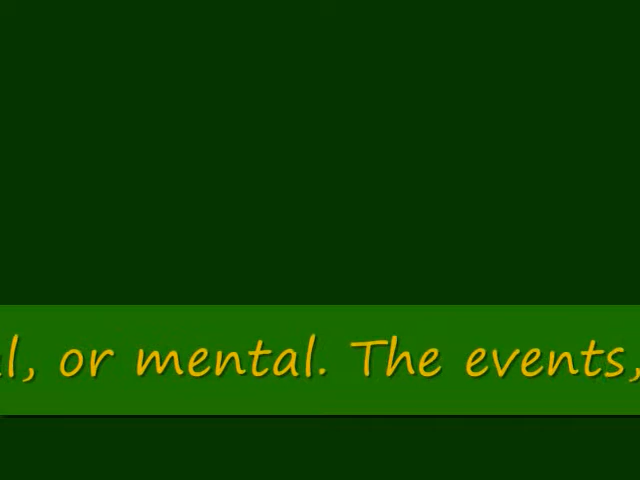 l, or mental. The events,